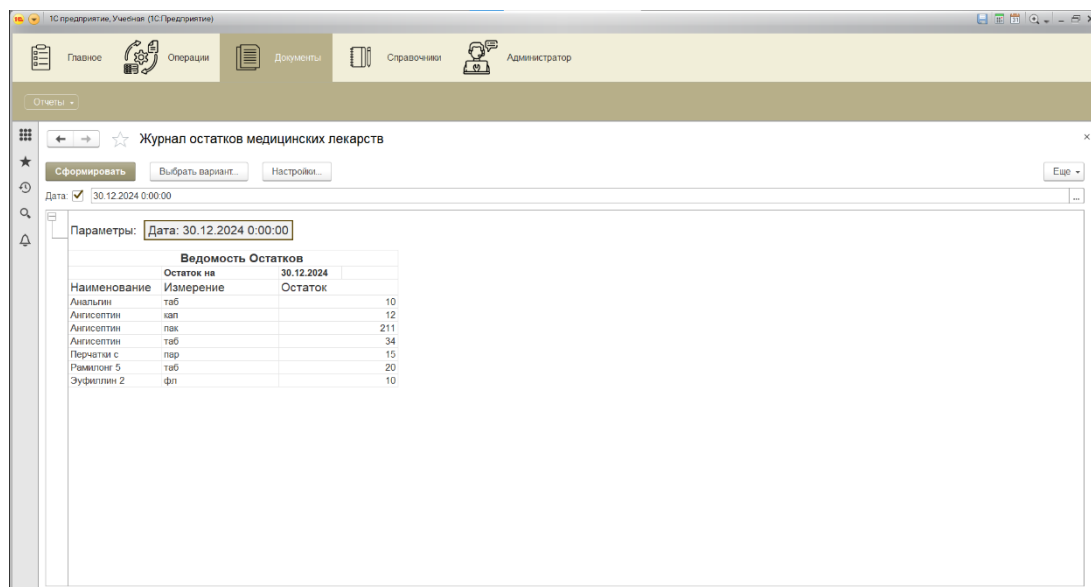 1С предприятие, Учебная (1С:Предприятие)
Главное Операции Документы Справочники Администратор
Отчеты
Журнал остатков медицинских лекарств
Сформировать Выбрать вариант... Настройки... Еще
Дата: 30.12.2024 0:00:00 ...
Параметры: Дата: 30.12.2024 0:00:00
Ведомость Остатков
Остаток на 30.12.2024
Наименование Измерение Остаток
Анальгин таб 10
Ангисептин кап 12
Ангисептин пак 211
Ангисептин таб 34
Перчатки с пар 15
Рамилонг 5 таб 20
Эуфиллин 2 фл 10